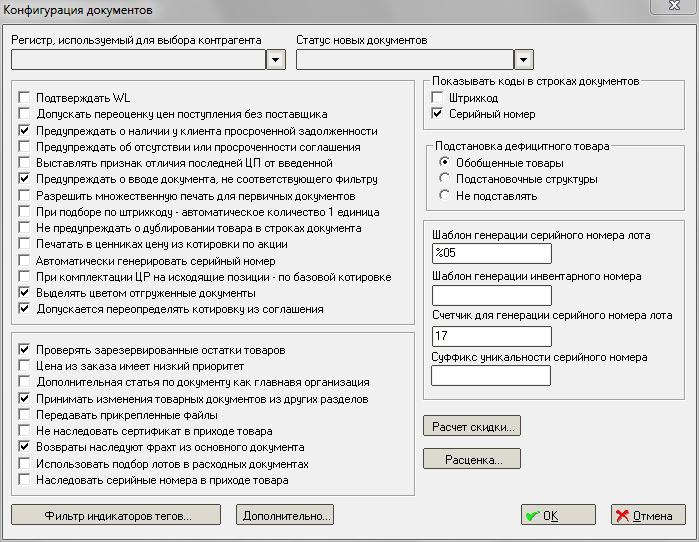 Конфигурация документов
Регистр, используемый для выбора контрагента
Статус новых документов
Подтверждать WL
Допускать переоценку цен поступления без поставщика
Предупреждать о наличии у клиента просроченной задолженности
Предупреждать об отсутствии или просроченности соглашения
Выставлять признак отличия последней ЦП от введенной
Предупреждать о вводе документа, не соответствующего фильтру
Разрешить множественную печать для первичных документов
При подборе по штрихкоду - автоматическое количество 1 единица
Не предупреждать о дублировании товара в строках документа
Печатать в ценниках цену из котировки по акции
Автоматически генерировать серийный номер
При комплектации ЦР на исходящие позиции - по базовой котировке
Выделять цветом отгруженные документы
Допускается переопределять котировку из соглашения
Проверять зарезервированные остатки товаров
Цена из заказа имеет низкий приоритет
Дополнительная статья по документу как главнавя организация
Принимать изменения товарных документов из других разделов
Передавать прикрепленные файлы
Не наследовать сертификат в приходе товара
Возвраты наследуют фрахт из основного документа
Использовать подбор лотов в расходных документах
Наследовать серийные номера в приходе товара
Показывать коды в строках документов
Штрихкод
Серийный номер
Подстановка дефицитного товара
Обобщенные товары
Подстановочные структуры
Не подставлять
Шаблон генерации серийного номера лота
%05
Шаблон генерации инвентарного номера
Счетчик для генерации серийного номера лота
17
Суффикс уникальности серийного номера
Расчет скидки...
Расценка...
Фильтр индикаторов тегов...
Дополнительно...
OK
Отмена